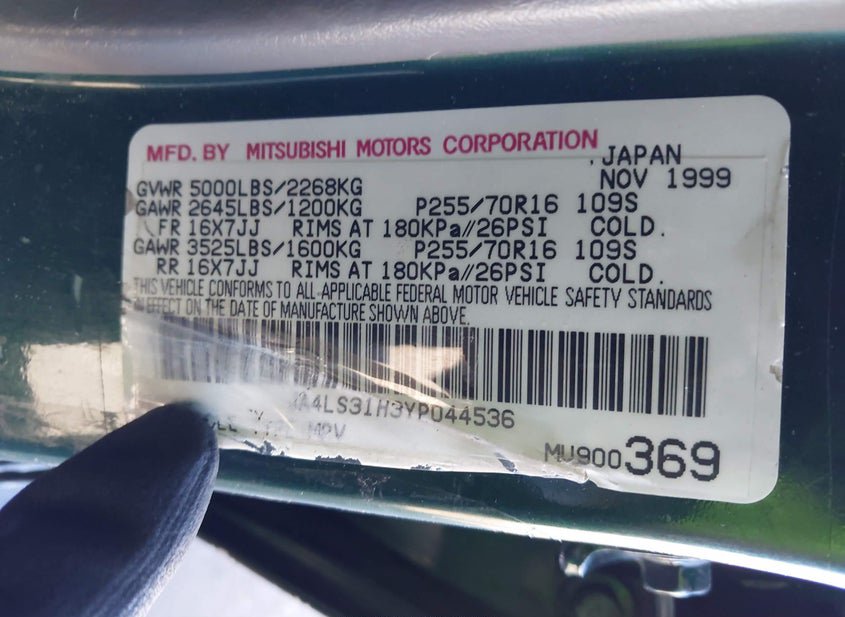 MFD. BY MITSUBISHI MOTORS CORPORATION
JAPAN
GVWR 5000LBS/2268KG NOV 1999
GAWR 2645LBS/1200KG P255/70R16 109S
FR 16X7JJ RIMS AT 180KPa//26PSI COLD.
GAWR 3525LBS/1600KG P255/70R16 109S
RR 16X7JJ RIMS AT 180KPa//26PSI COLD.
THIS VEHICLE CONFORMS TO ALL APPLICABLE FEDERAL MOTOR VEHICLE SAFETY STANDARDS
IN EFFECT ON THE DATE OF MANUFACTURE SHOWN ABOVE.
A4LS31H3YP044536
MPV
MU900369